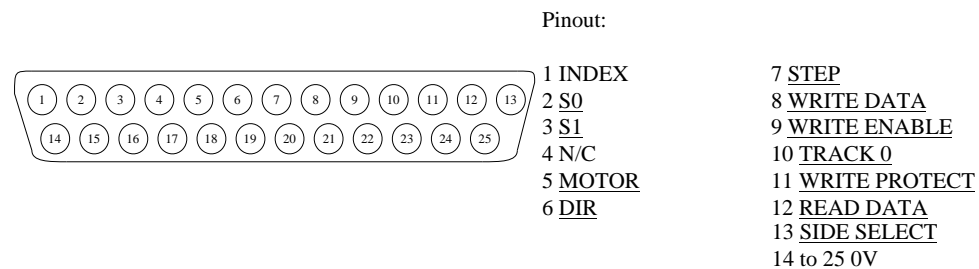 Pinout:
1 2 3 4 5 6 7 8 9 10 11 12 13
14 15 16 17 18 19 20 21 22 23 24 25
1 INDEX
2 S0
3 S1
4 N/C
5 MOTOR
6 DIR
7 STEP
8 WRITE DATA
9 WRITE ENABLE
10 TRACK 0
11 WRITE PROTECT
12 READ DATA
13 SIDE SELECT
14 to 25 0V